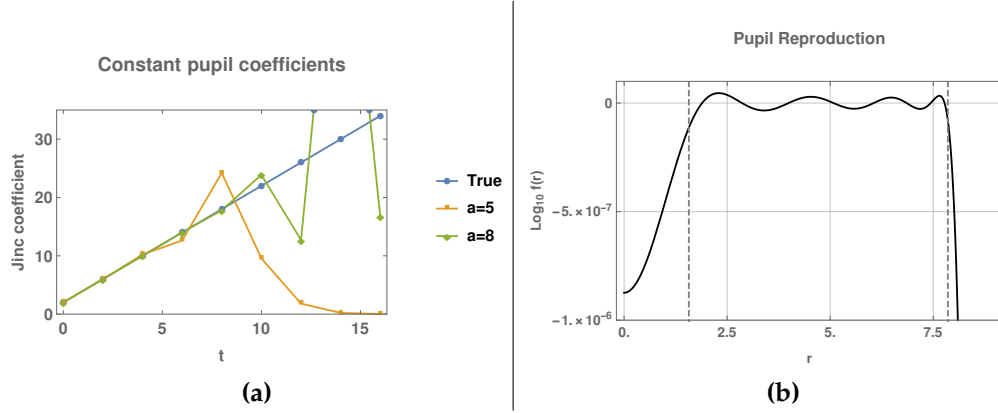 Constant pupil coefficients
Jinc coefficient
30
20
10
0
0
5
10
15
t
True
a=5
a=8
(a)
Pupil Reproduction
Log₁₀ f(r)
0
-5.×10⁻⁷
-1.×10⁻⁶
0.
2.5
5.
7.5
r
(b)